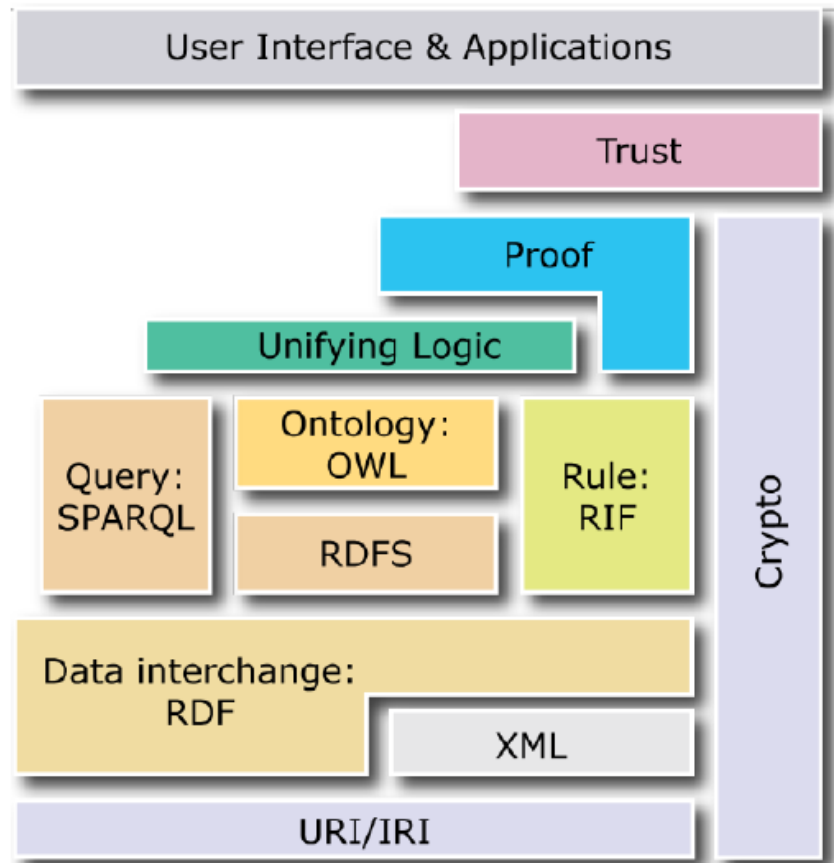 User Interface & Applications
Trust
Proof
Unifying Logic
Query:
SPARQL
Ontology:
OWL
RDFS
Rule:
RIF
Crypto
Data interchange:
RDF
XML
URI/IRI